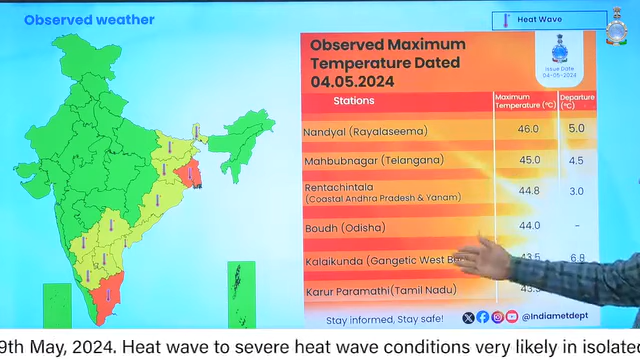 Observed weather
Heat Wave
Observed Maximum
Temperature Dated
04.05.2024
Issue Date
04-05-2024
Stations
Maximum
Temperature (°C)
Departure
(°C)
Nandyal (Rayalaseema) 46.0 5.0
Mahbubnagar (Telangana) 45.0 4.5
Rentachintala
(Coastal Andhra Pradesh & Yanam) 44.8 3.0
Boudh (Odisha) 44.0 -
Kalaikunda (Gangetic West 43.5 6.8
Karur Paramathi(Tamil Nadu)
Stay informed, Stay safe!
@Indiametdept
9th May, 2024. Heat wave to severe heat wave conditions very likely in isolate